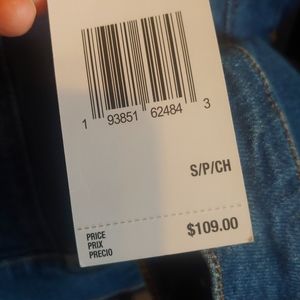 1 93851 62484 3
S/P/CH
PRICE
PRIX
PRECIO
$109.00